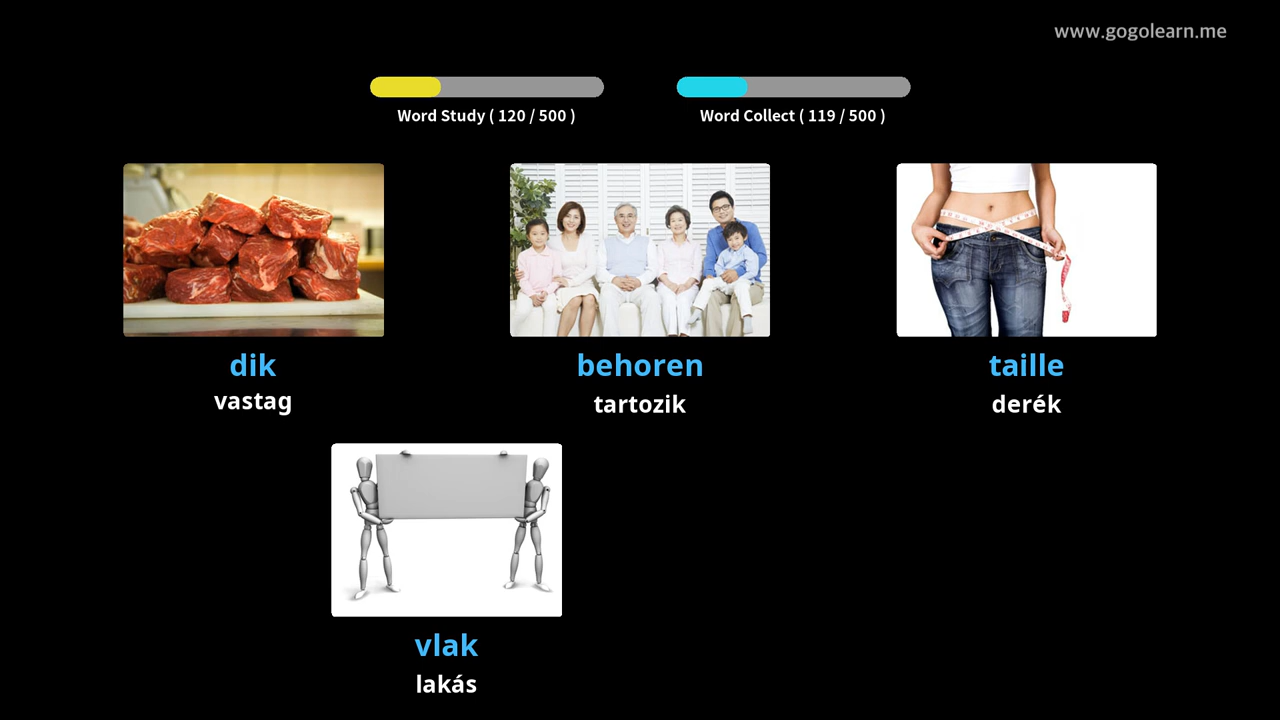 www.gogolearn.me
Word Study ( 120 / 500 )
Word Collect ( 119 / 500 )
dik
vastag
behoren
tartozik
taille
derék
vlak
lakás